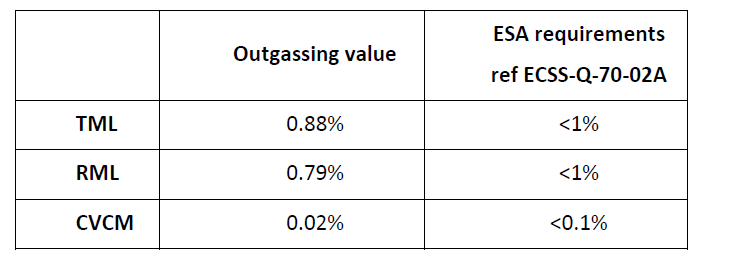 Outgassing value
ESA requirements
ref ECSS-Q-70-02A
TML 0.88% <1%
RML 0.79% <1%
CVCM 0.02% <0.1%